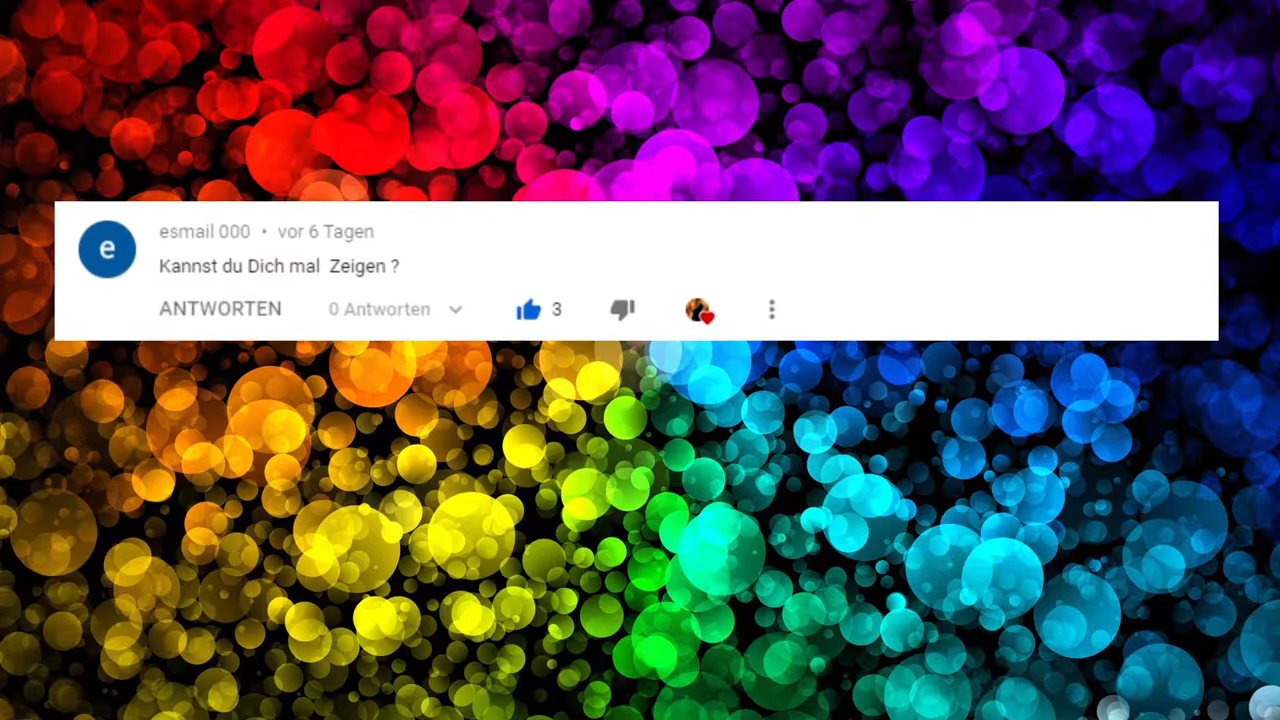 e
esmail 000 • vor 6 Tagen
Kannst du Dich mal  Zeigen ?
ANTWORTEN 0 Antworten 3